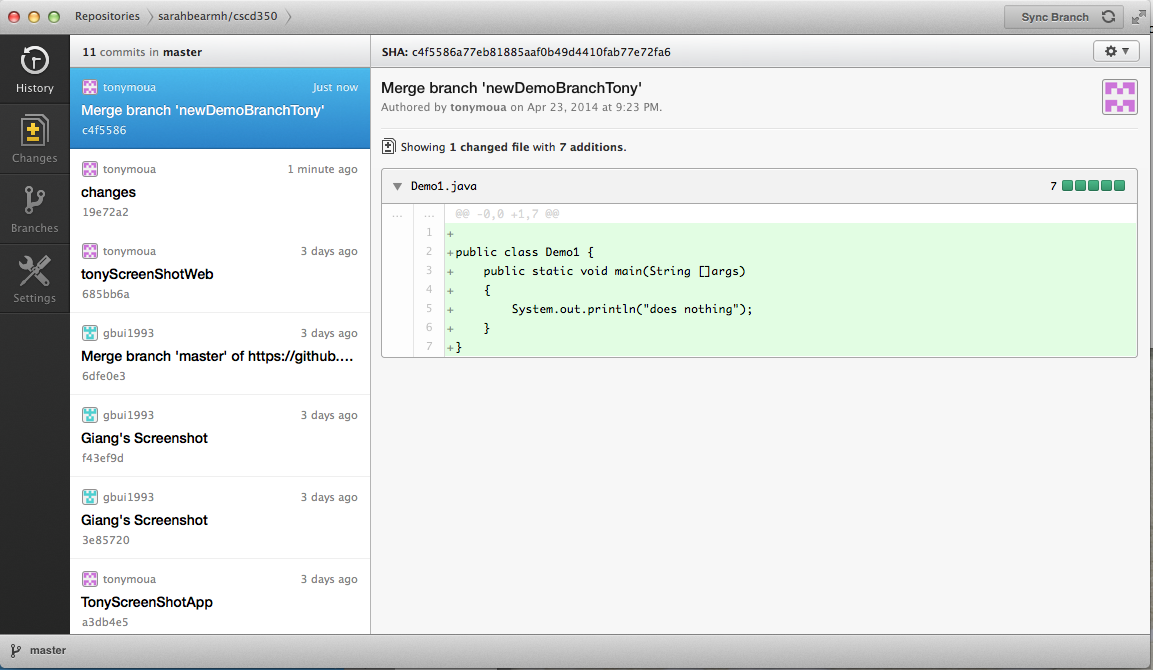 Repositories sarahbearmh/cscd350 Sync Branch
History
Changes
Branches
Settings
11 commits in master
tonymoua Just now
Merge branch 'newDemoBranchTony'
c4f5586
tonymoua 1 minute ago
changes
19e72a2
tonymoua 3 days ago
tonyScreenShotWeb
685bb6a
gbui1993 3 days ago
Merge branch 'master' of https://github....
6dfe0e3
gbui1993 3 days ago
Giang's Screenshot
f43ef9d
gbui1993 3 days ago
Giang's Screenshot
3e85720
tonymoua 3 days ago
TonyScreenShotApp
a3db4e5
SHA: c4f5586a77eb81885aaf0b49d4410fab77e72fa6
Merge branch 'newDemoBranchTony'
Authored by tonymoua on Apr 23, 2014 at 9:23 PM.
Showing 1 changed file with 7 additions.
Demo1.java 7
... ... @@ -0,0 +1,7 @@
1 +
2 +public class Demo1 {
3 + public static void main(String []args)
4 + {
5 + System.out.println("does nothing");
6 + }
7 +}
master